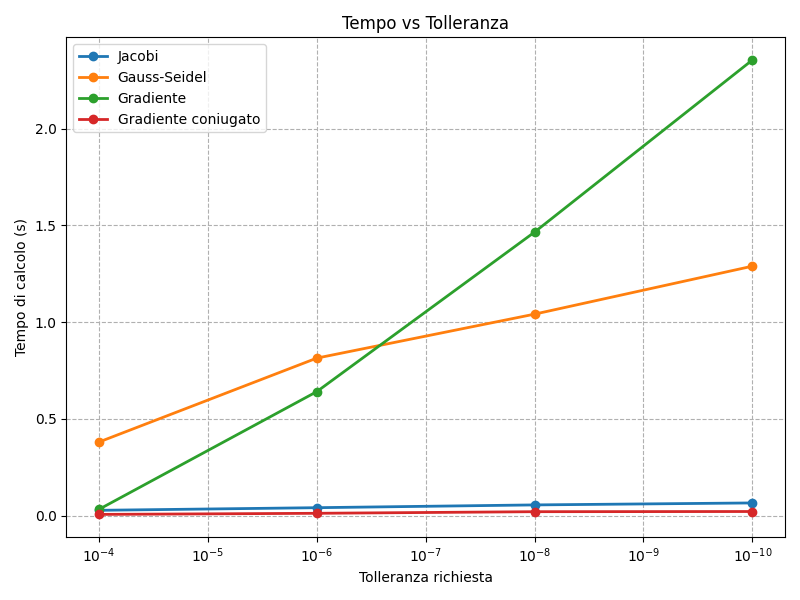 Tempo vs Tolleranza
Jacobi
Gauss-Seidel
Gradiente
Gradiente coniugato
Tempo di calcolo (s)
2.0
1.5
1.0
0.5
0.0
10⁻⁴ 10⁻⁵ 10⁻⁶ 10⁻⁷ 10⁻⁸ 10⁻⁹ 10⁻¹⁰
Tolleranza richiesta